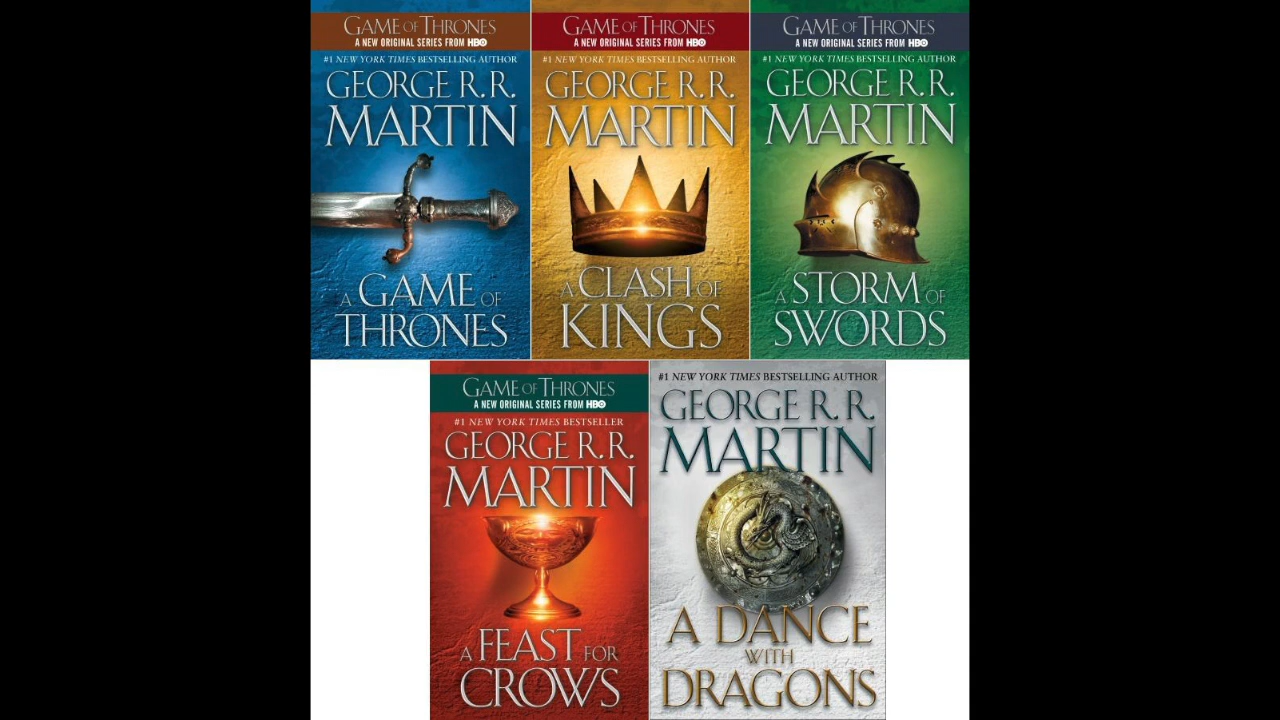 GAME OF THRONES
A NEW ORIGINAL SERIES FROM HBO
#1 NEW YORK TIMES BESTSELLING AUTHOR
GEORGE R. R.
MARTIN
A GAME OF
THRONES
GAME OF THRONES
A NEW ORIGINAL SERIES FROM HBO
#1 NEW YORK TIMES BESTSELLING AUTHOR
GEORGE R. R.
MARTIN
A CLASH OF
KINGS
GAME OF THRONES
A NEW ORIGINAL SERIES FROM HBO
#1 NEW YORK TIMES BESTSELLING AUTHOR
GEORGE R. R.
MARTIN
A STORM OF
SWORDS
GAME OF THRONES
A NEW ORIGINAL SERIES FROM HBO
#1 NEW YORK TIMES BESTSELLER
GEORGE R. R.
MARTIN
A FEAST FOR
CROWS
#1 NEW YORK TIMES BESTSELLING AUTHOR
GEORGE R. R.
MARTIN
A DANCE
WITH
DRAGONS